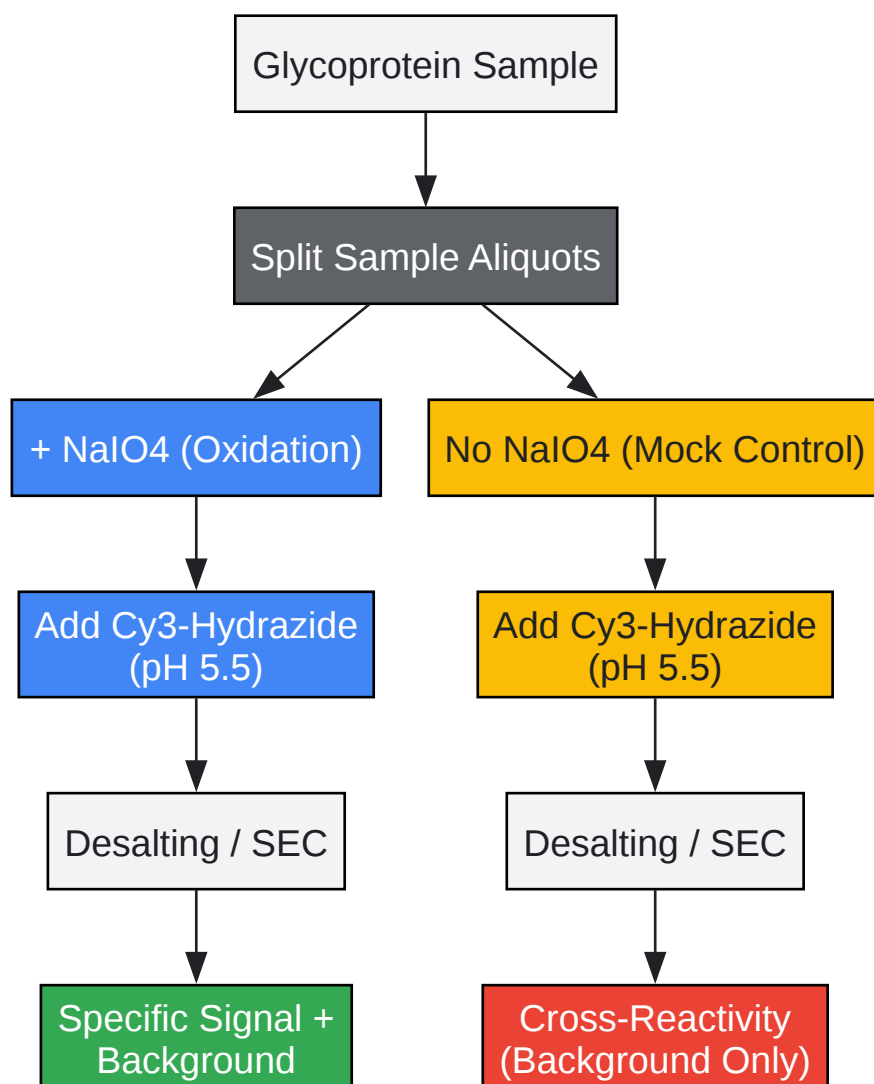 Glycoprotein Sample
Split Sample Aliquots
+ NaIO4 (Oxidation)
No NaIO4 (Mock Control)
Add Cy3-Hydrazide
(pH 5.5)
Add Cy3-Hydrazide
(pH 5.5)
Desalting / SEC
Desalting / SEC
Specific Signal +
Background
Cross-Reactivity
(Background Only)